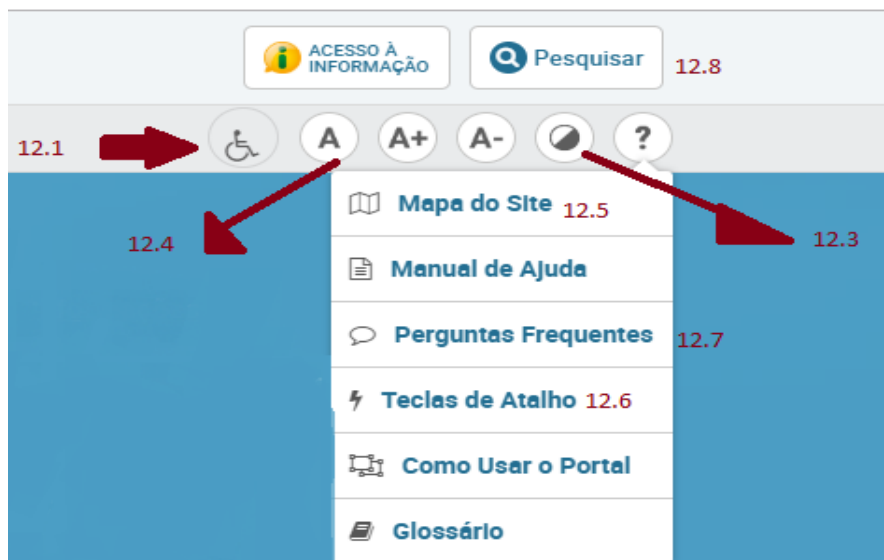 ACESSO À
INFORMAÇÃO
Pesquisar 12.8
12.1 A A+ A- ?
Mapa do Site 12.5
12.4 12.3
Manual de Ajuda
Perguntas Frequentes 12.7
Teclas de Atalho 12.6
Como Usar o Portal
Glossário